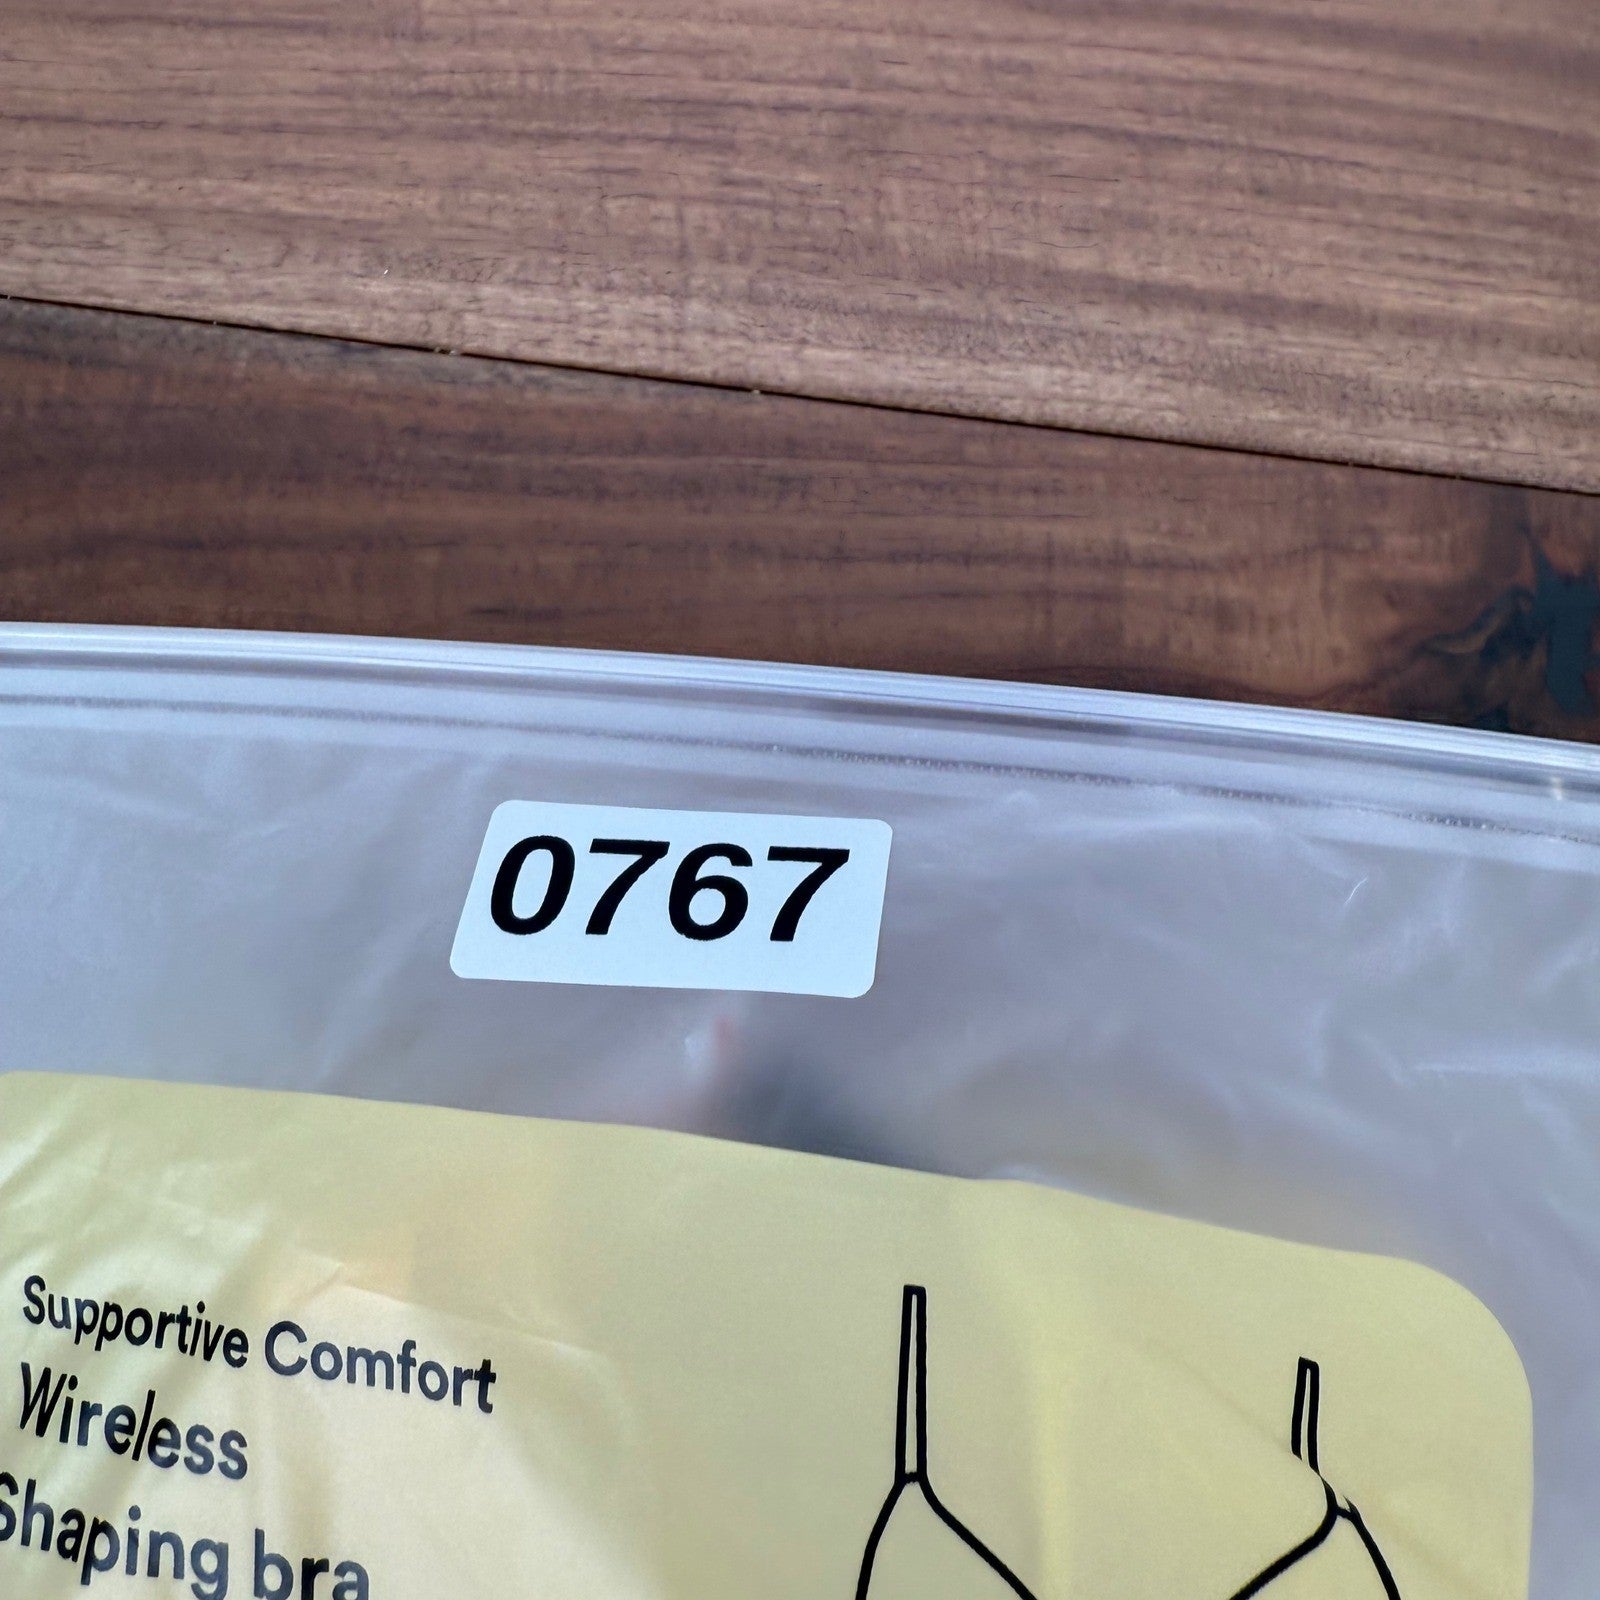 0767
Supportive Comfort
Wireless
Shaping bra